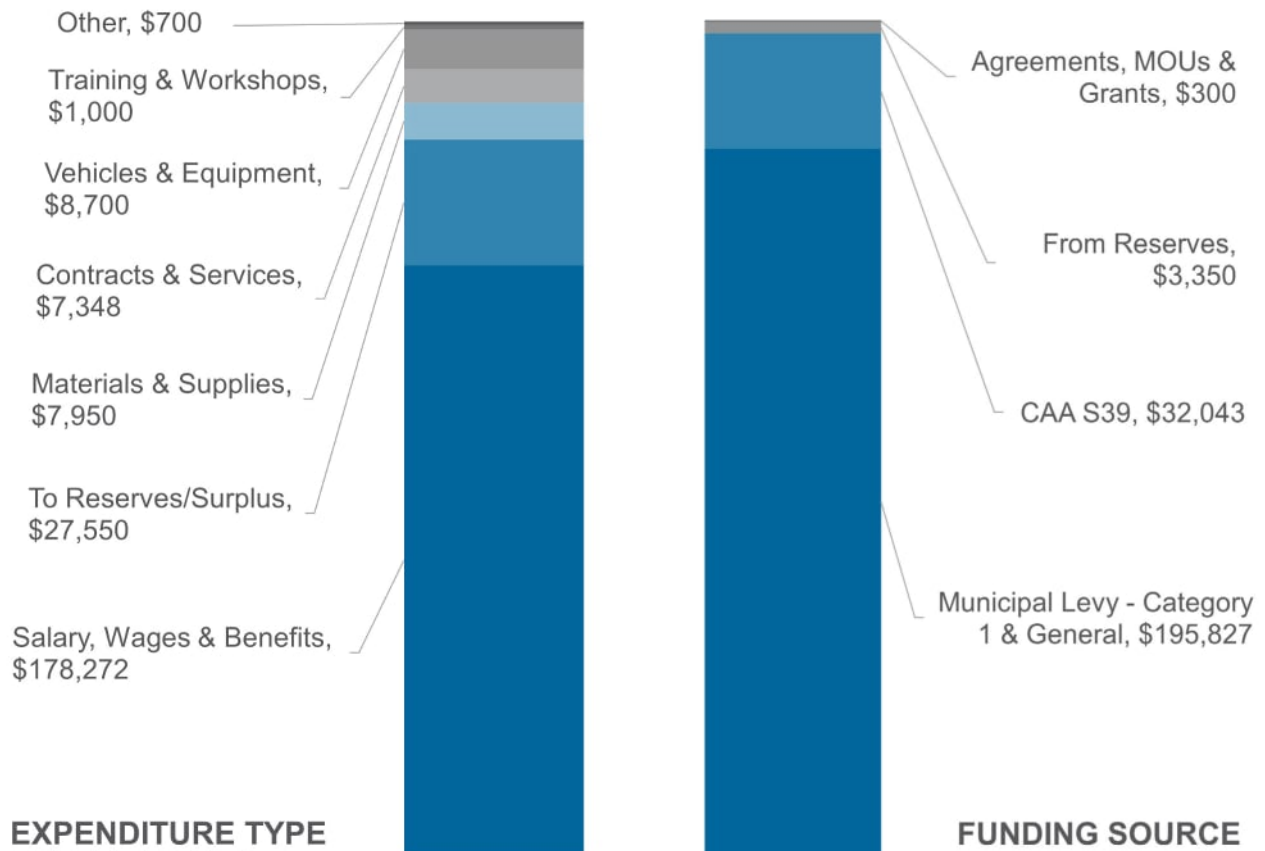 Other, $700
Training & Workshops,
$1,000
Vehicles & Equipment,
$8,700
Contracts & Services,
$7,348
Materials & Supplies,
$7,950
To Reserves/Surplus,
$27,550
Salary, Wages & Benefits,
$178,272
EXPENDITURE TYPE
Agreements, MOUs &
Grants, $300
From Reserves,
$3,350
CAA S39, $32,043
Municipal Levy - Category
1 & General, $195,827
FUNDING SOURCE